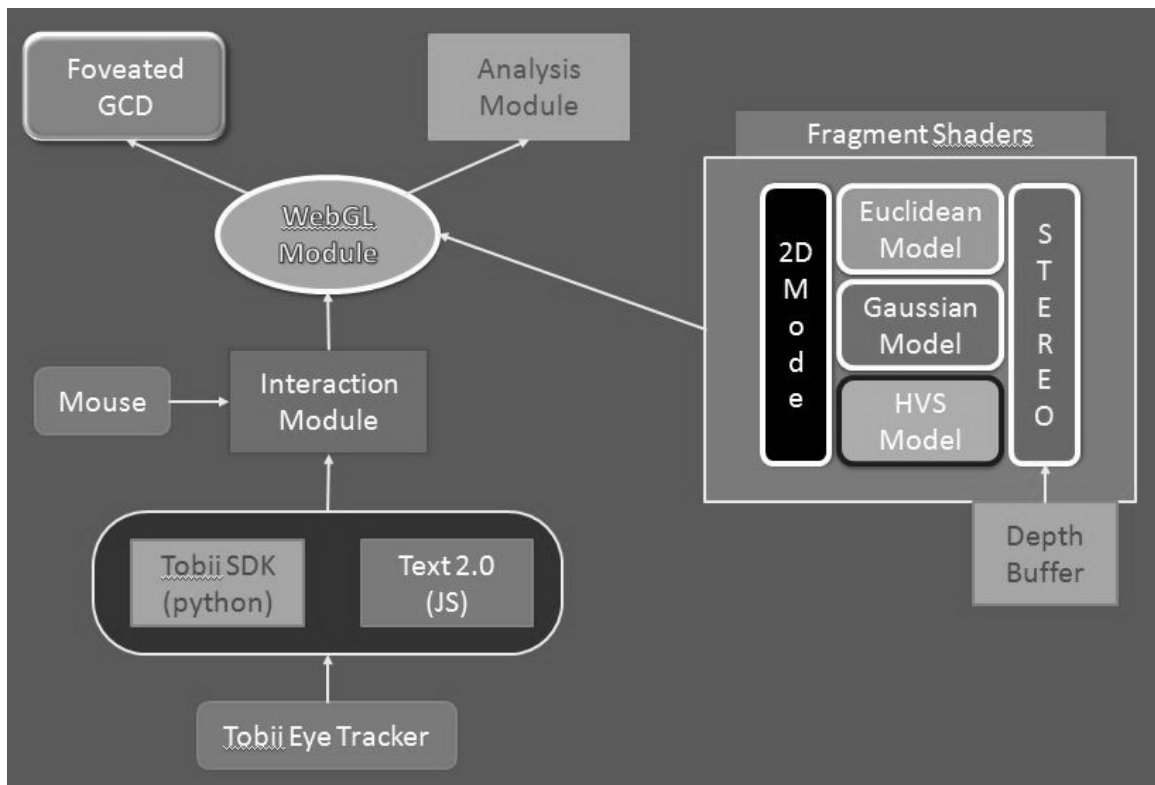 Foveated
GCD
Analysis
Module
Fragment Shaders
WebGL
Module
2D
M
o
d
e
Euclidean
Model
Gaussian
Model
HVS
Model
S
T
E
R
E
O
Mouse
Interaction
Module
Depth
Buffer
Tobii SDK
(python)
Text 2.0
(JS)
Tobii Eye Tracker